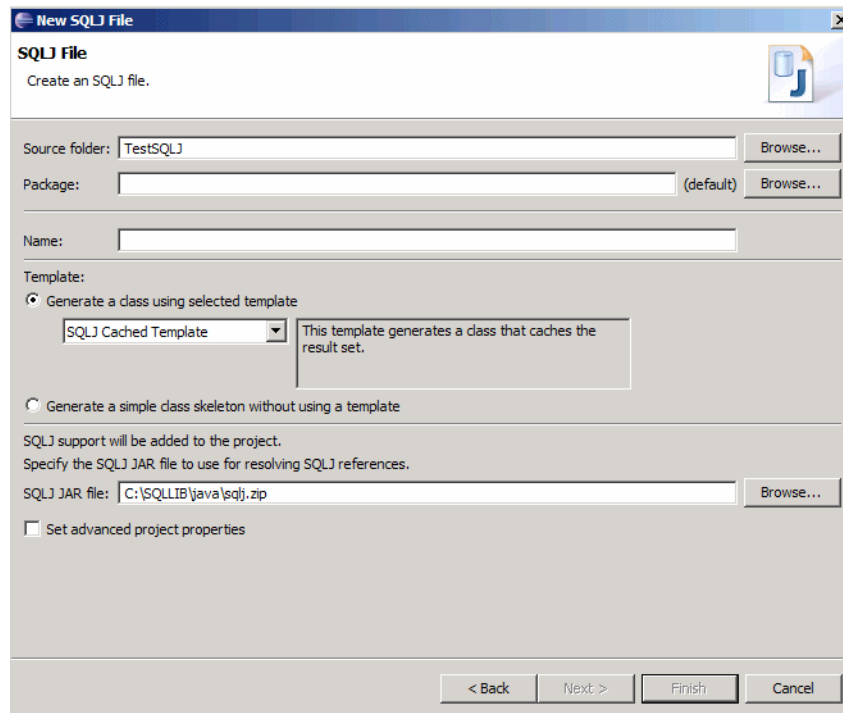 New SQLJ File
SQLJ File
Create an SQLJ file.
J
Source folder: TestSQLJ Browse...
Package: (default) Browse...
Name:
Template:
Generate a class using selected template
SQLJ Cached Template This template generates a class that caches the
result set.
Generate a simple class skeleton without using a template
SQLJ support will be added to the project.
Specify the SQLJ JAR file to use for resolving SQLJ references.
SQLJ JAR file: C:\SQLLIB\java\sqlj.zip Browse...
Set advanced project properties
< Back Next > Finish Cancel